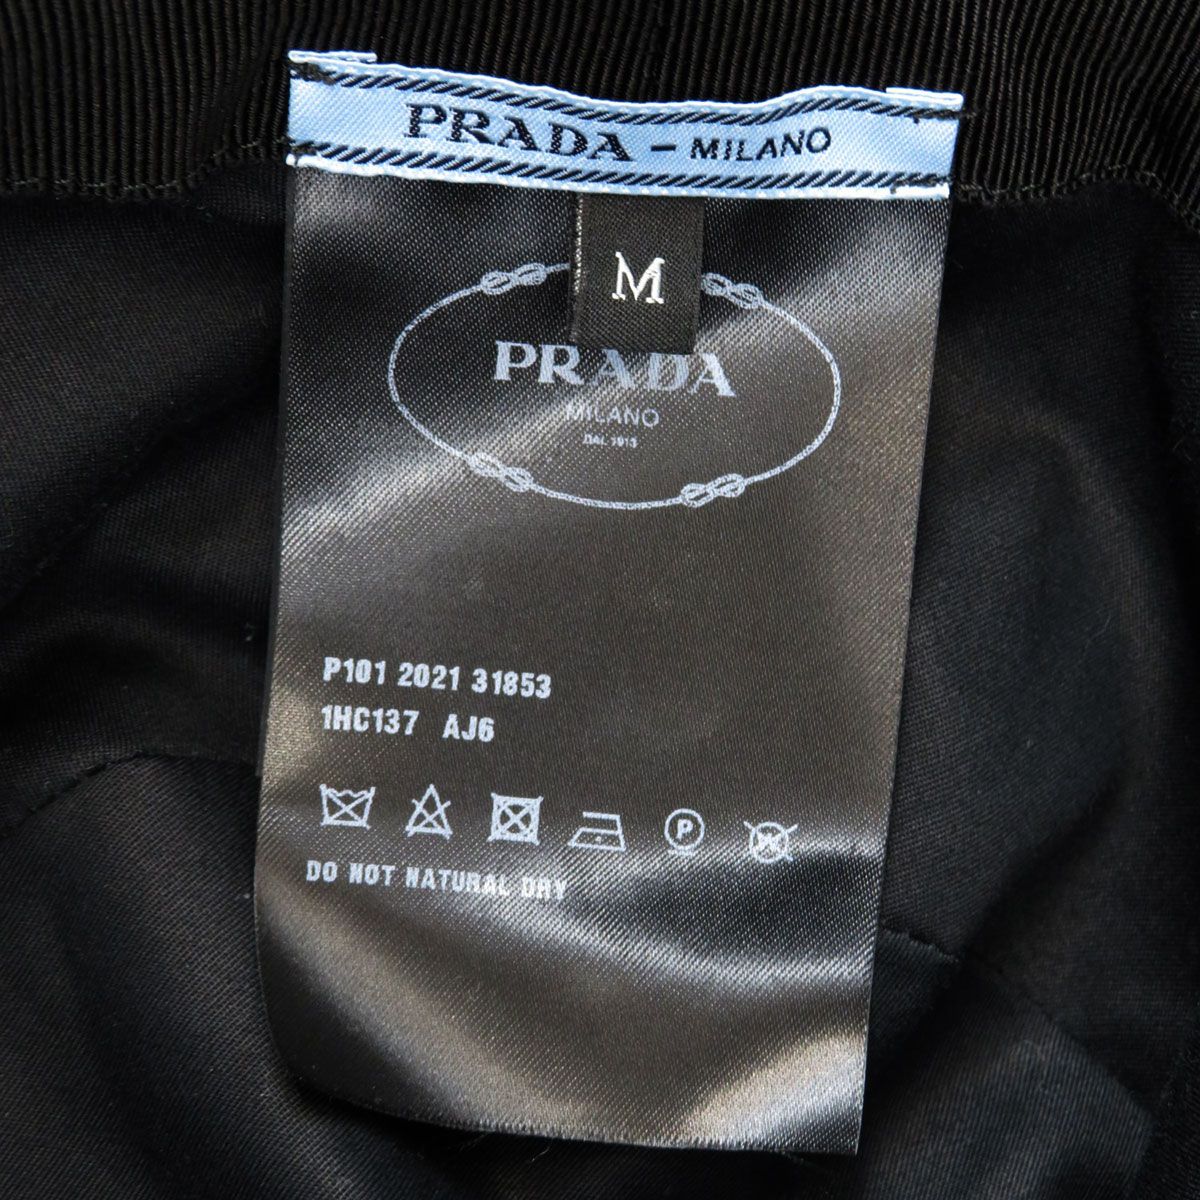 PRADA - MILANO
M
PRADA
MILANO
DAL 1913
P101 2021 31853
1HC137 AJ6
P
W
DO NOT NATURAL DRY